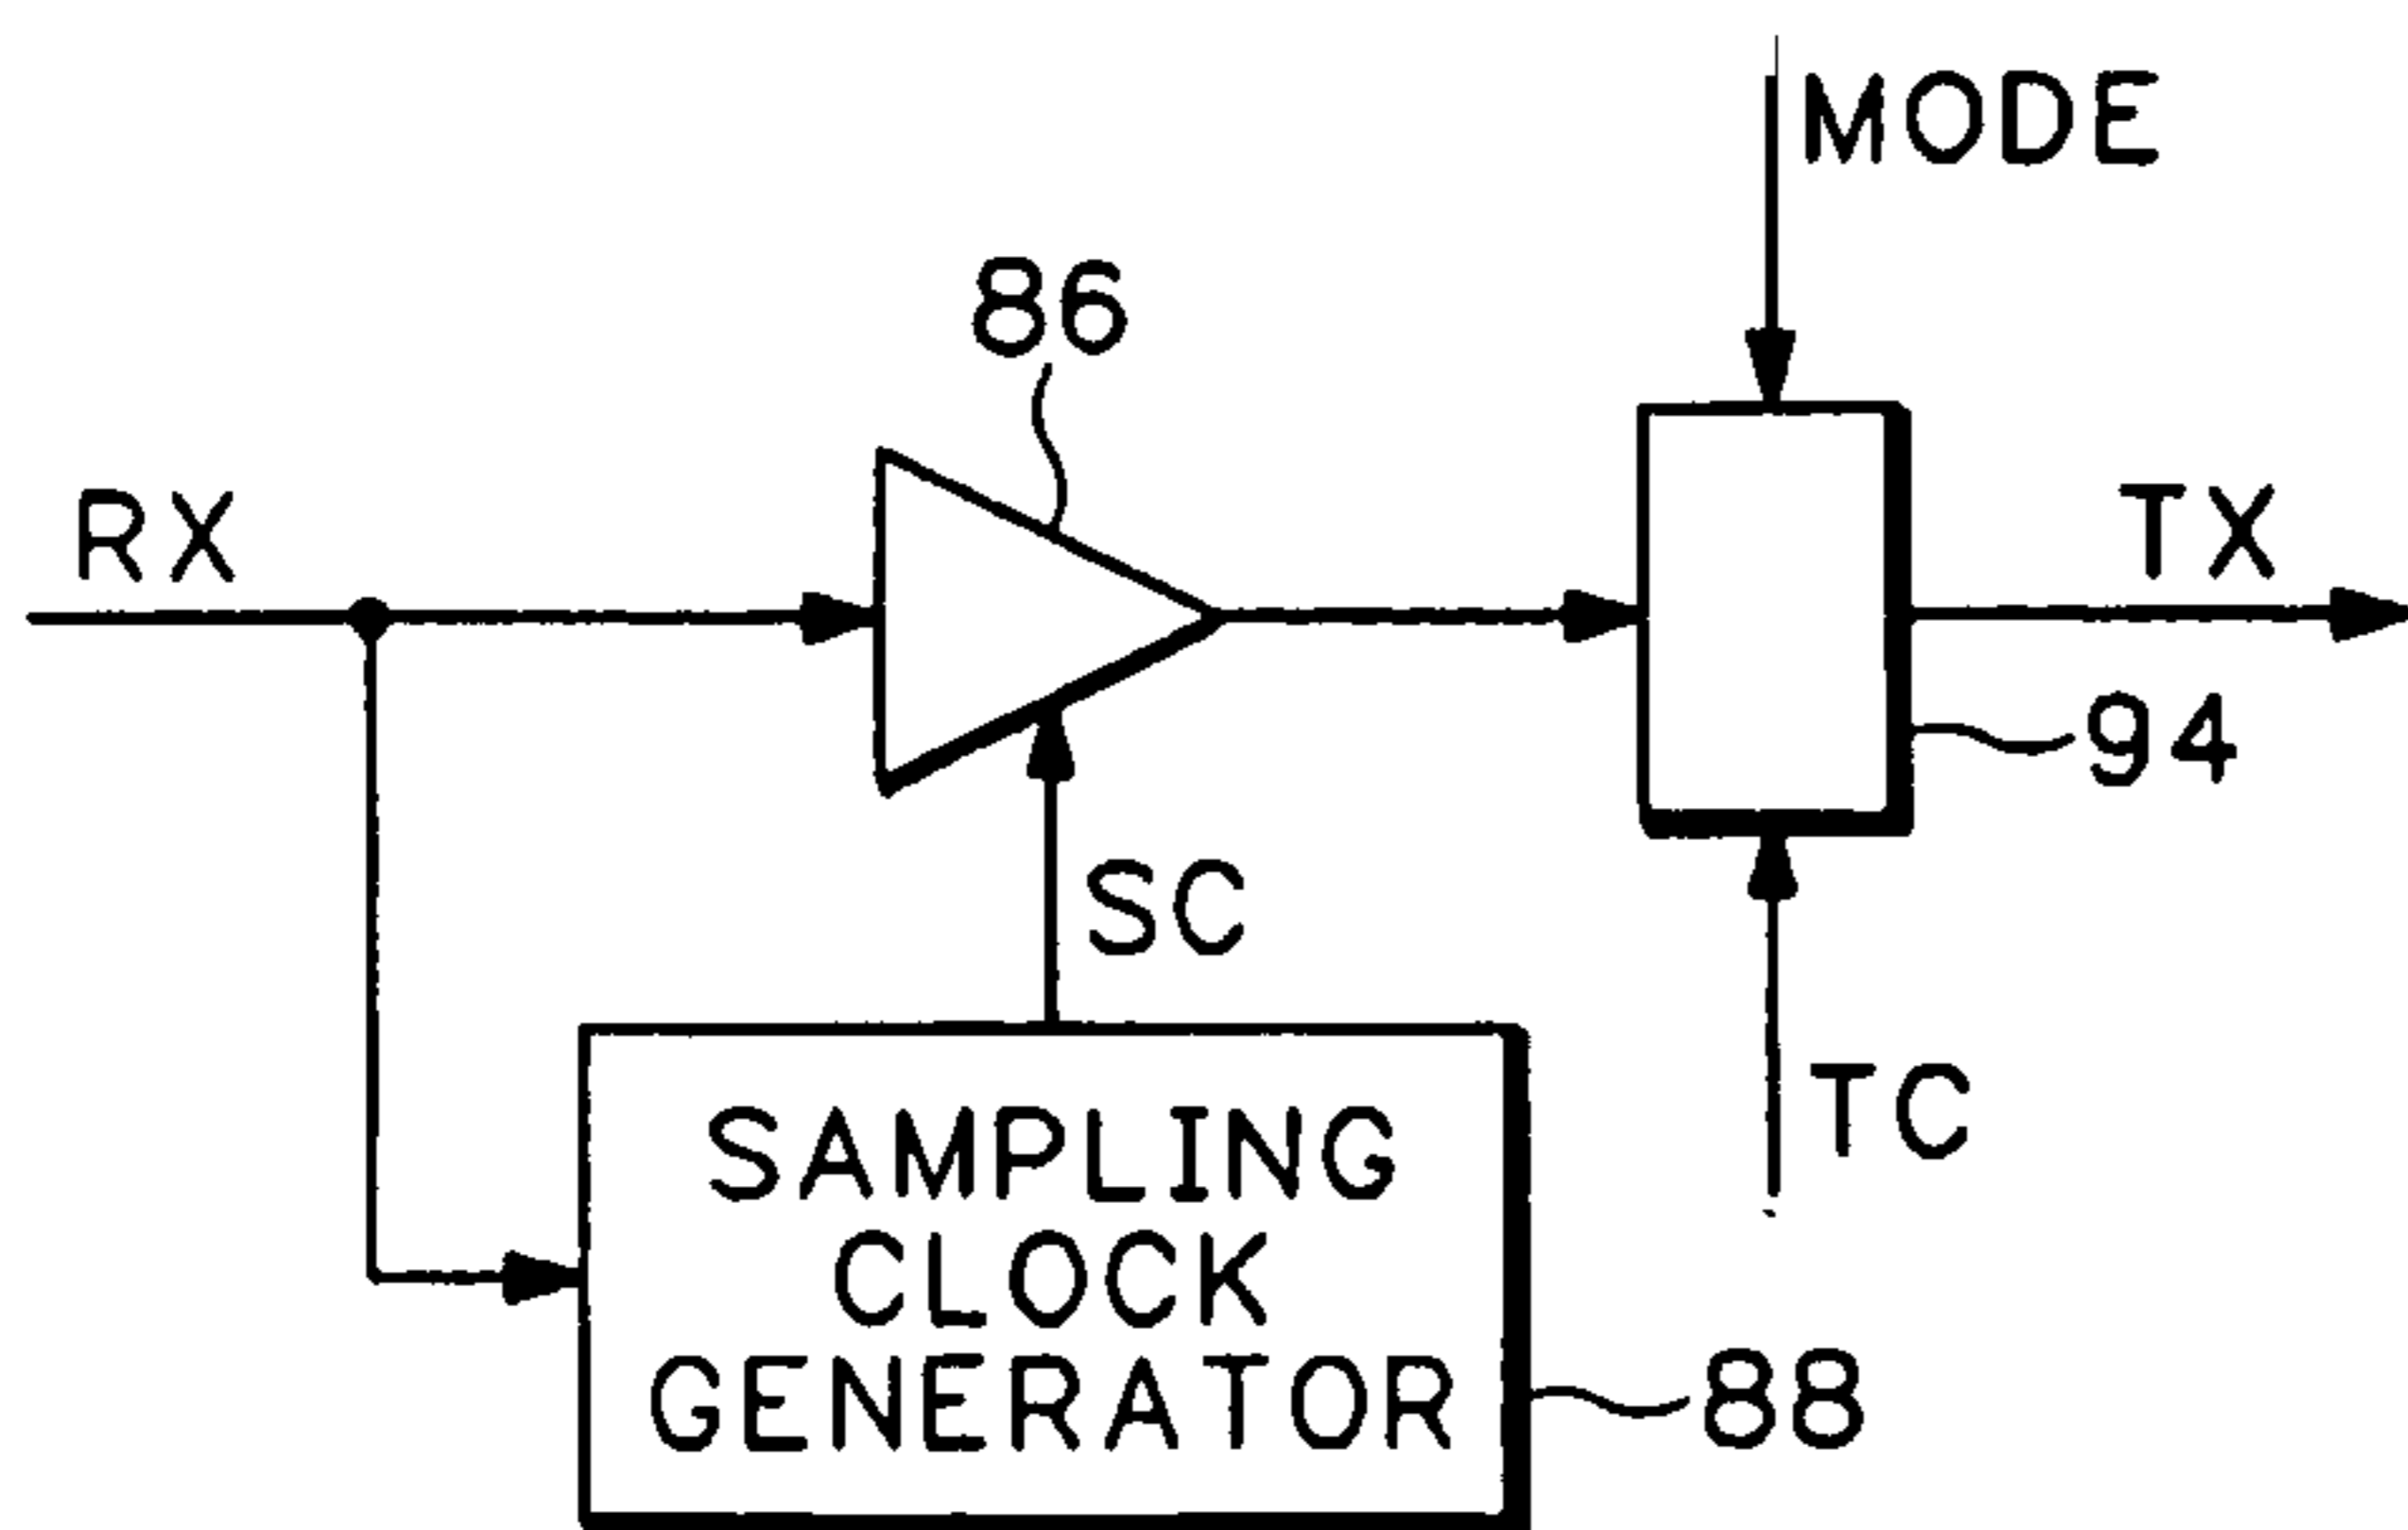 MODE
86
RX
TX
94
SC
TC
SAMPLING
CLOCK
GENERATOR
88